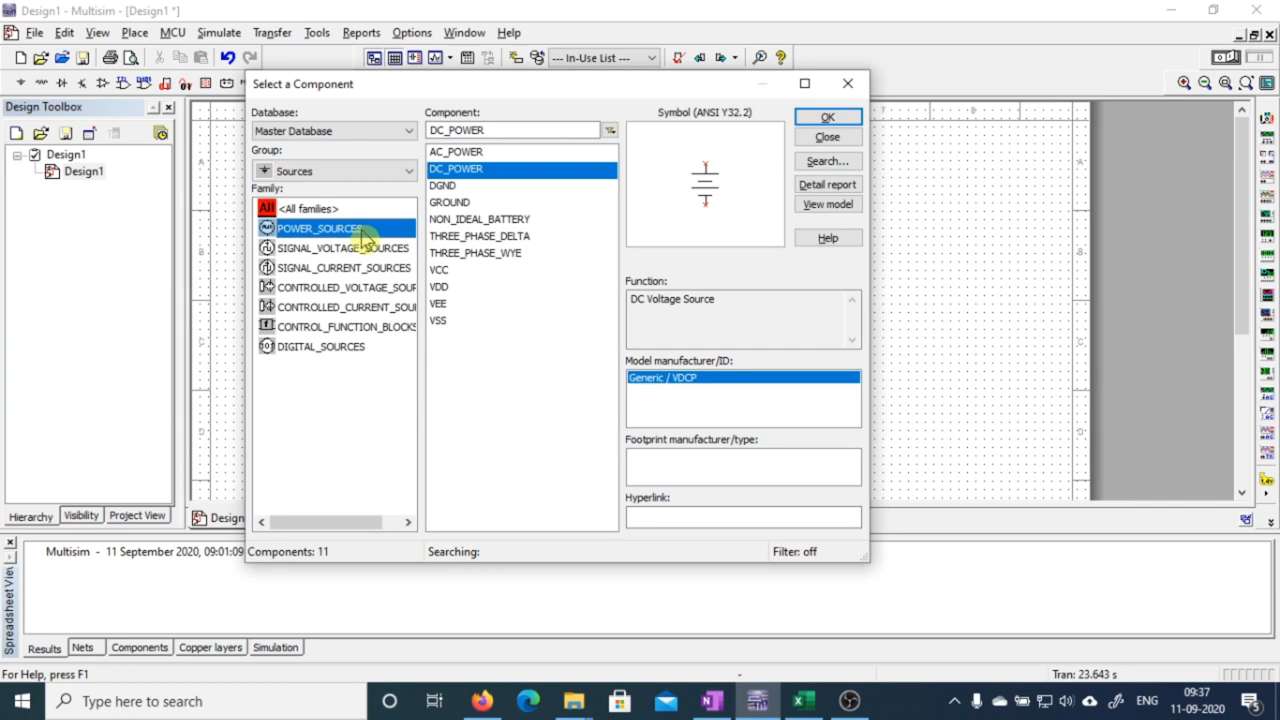 Design1 - Multisim - [Design1 *]
File Edit View Place MCU Simulate Transfer Tools Reports Options Window Help
--- In-Use List ---
Design Toolbox
Design1
Design1
Hierarchy Visibility Project View
Design
Select a Component
Database:
Master Database
Group:
Sources
Family:
All <All families>
POWER_SOURCES
SIGNAL_VOLTAGE_SOURCES
SIGNAL_CURRENT_SOURCES
CONTROLLED_VOLTAGE_SOUR
CONTROLLED_CURRENT_SOUR
CONTROL_FUNCTION_BLOCKS
DIGITAL_SOURCES
Component:
DC_POWER
AC_POWER
DC_POWER
DGND
GROUND
NON_IDEAL_BATTERY
THREE_PHASE_DELTA
THREE_PHASE_WYE
VCC
VDD
VEE
VSS
Symbol (ANSI Y32.2)
Function:
DC Voltage Source
Model manufacturer/ID:
Generic / VDCP
Footprint manufacturer/type:
Hyperlink:
OK
Close
Search...
Detail report
View model
Help
Components: 11 Searching: Filter: off
Multisim - 11 September 2020, 09:01:09
Spreadsheet View
Results Nets Components Copper layers Simulation
For Help, press F1 - Tran: 23.643 s
Type here to search
ENG
09:37
11-09-2020
5